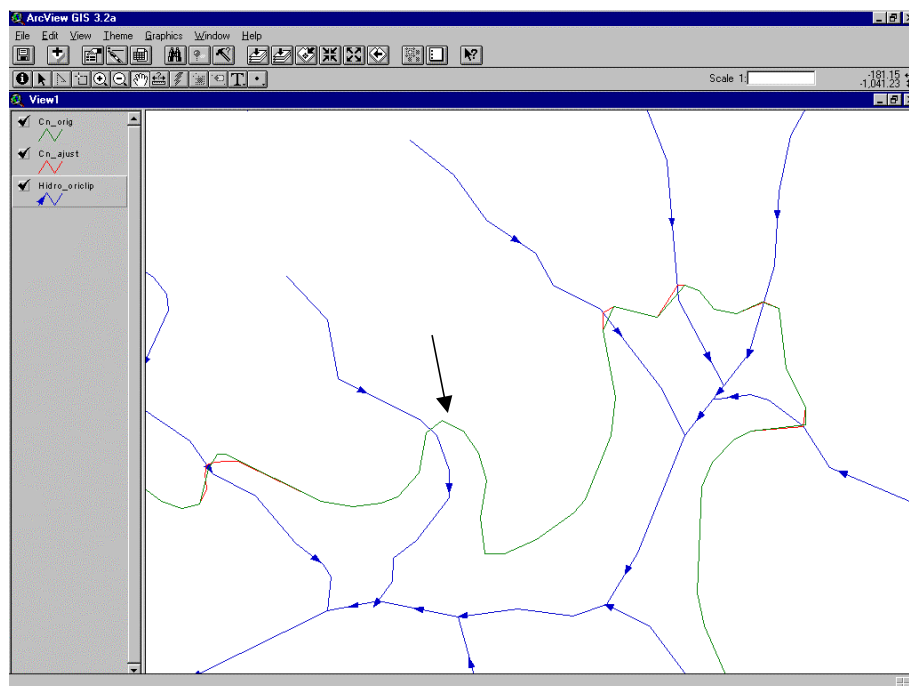 ArcView GIS 3.2a
File Edit View Theme Graphics Window Help
Scale 1:
-181.15
-1,041.23
View1
Cn_orig
Cn_ajust
Hidro_oriclip